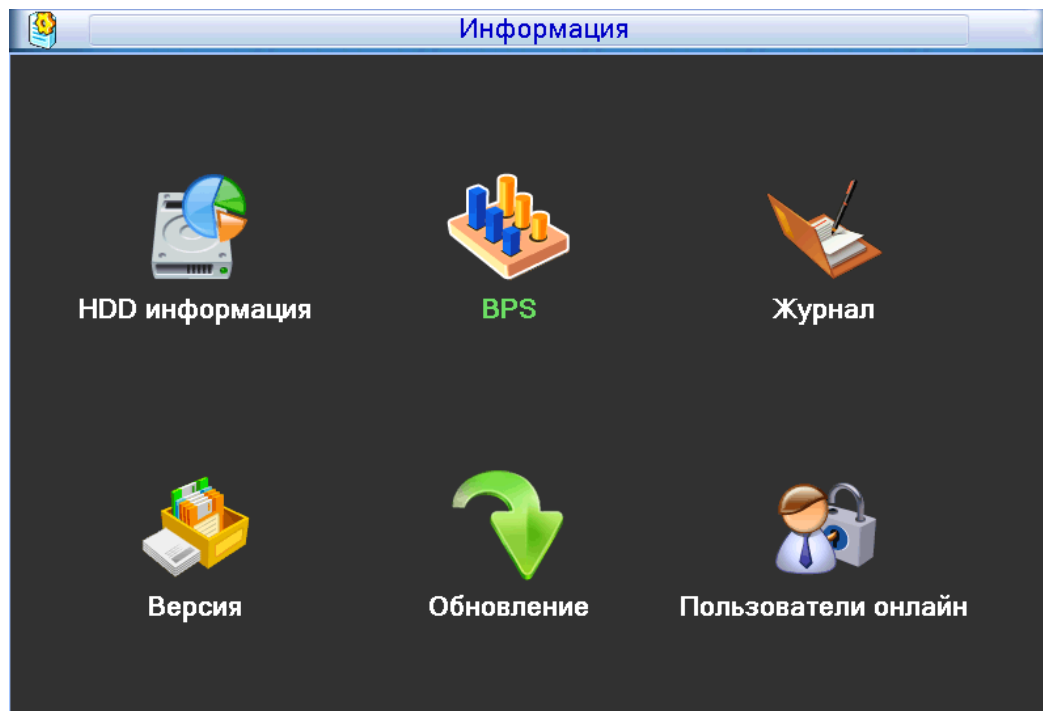 Информация
HDD информация
BPS
Журнал
Версия
Обновление
Пользователи онлайн